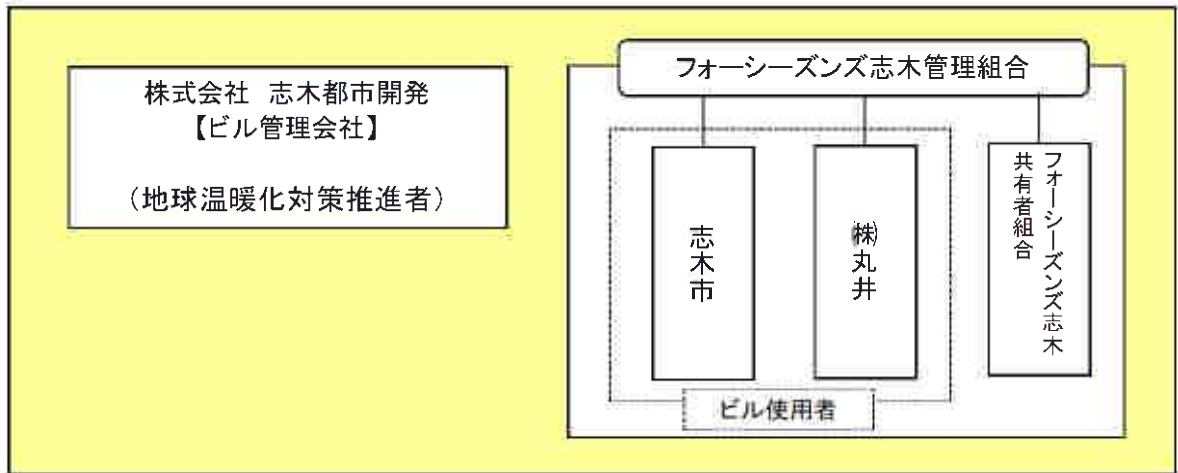 株式会社 志木都市開発
【ビル管理会社】
（地球温暖化対策推進者）
フォーシーズンズ志木管理組合
志木市
㈱丸井
フォーシーズンズ志木
共有者組合
ビル使用者